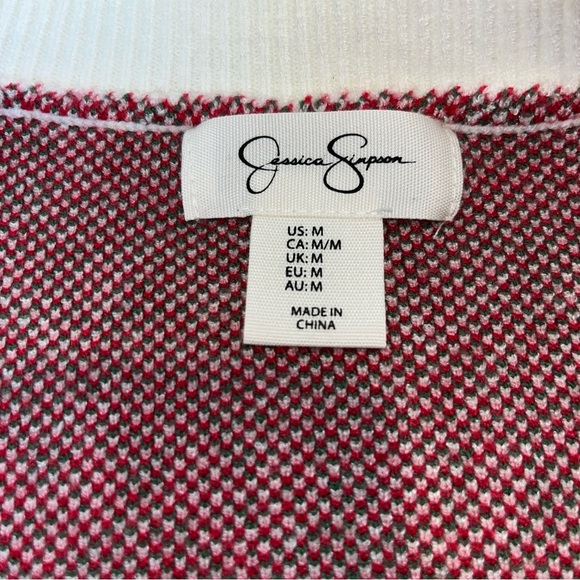 Jessica Simpson
US: M
CA: M/M
UK: M
EU: M
AU: M
MADE IN
CHINA